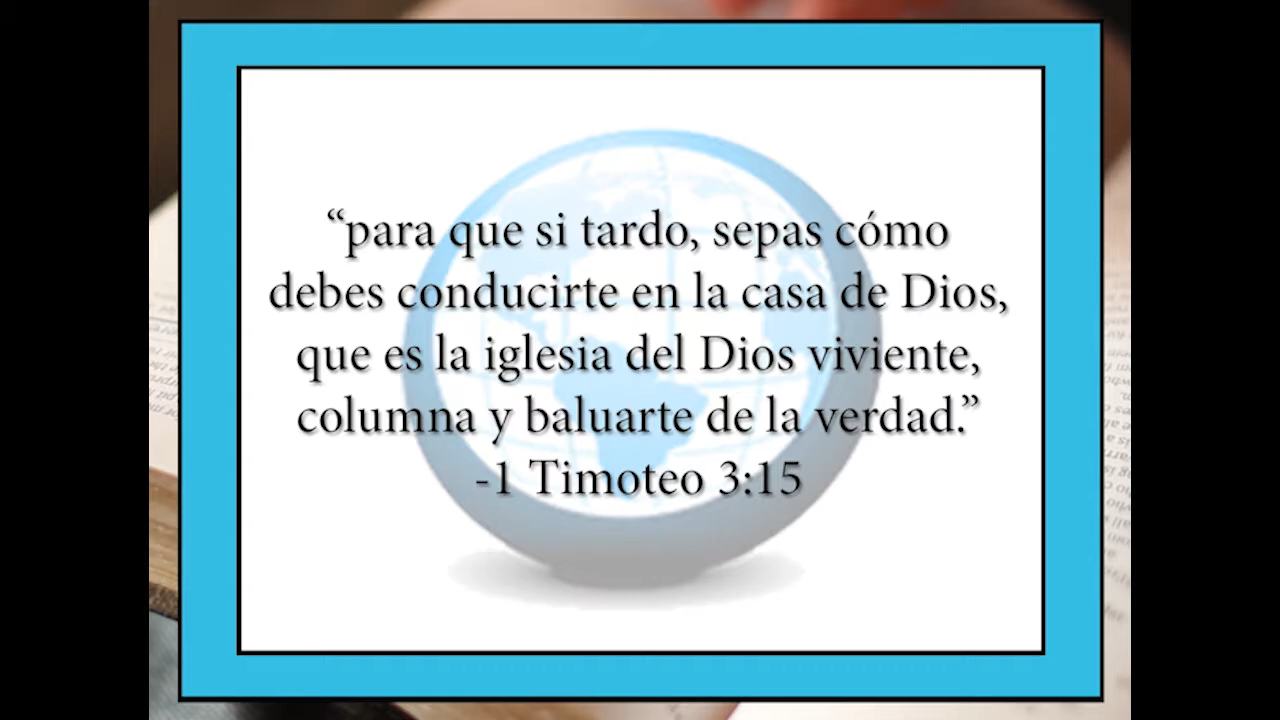 “para que si tardo, sepas cómo
debes conducirte en la casa de Dios,
que es la iglesia del Dios viviente,
columna y baluarte de la verdad.”
-1 Timoteo 3:15